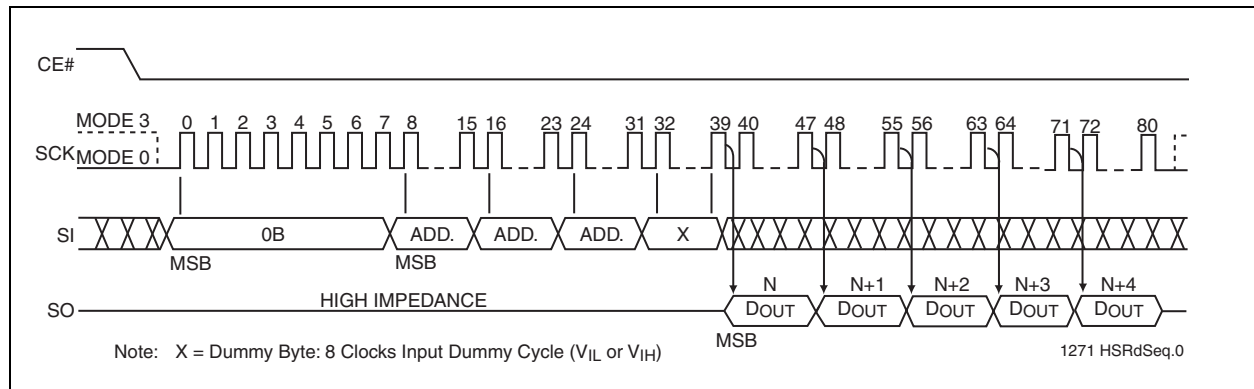 CE#
MODE 3
0 1 2 3 4 5 6 7 8 15 16 23 24 31 32 39 40 47 48 55 56 63 64 71 72 80
SCK
MODE 0
SI
0B ADD. ADD. ADD. X
MSB MSB
N N+1 N+2 N+3 N+4
HIGH IMPEDANCE
SO
DOUT DOUT DOUT DOUT DOUT
MSB
Note: X = Dummy Byte: 8 Clocks Input Dummy Cycle (VIL or VIH)
1271 HSRdSeq.0